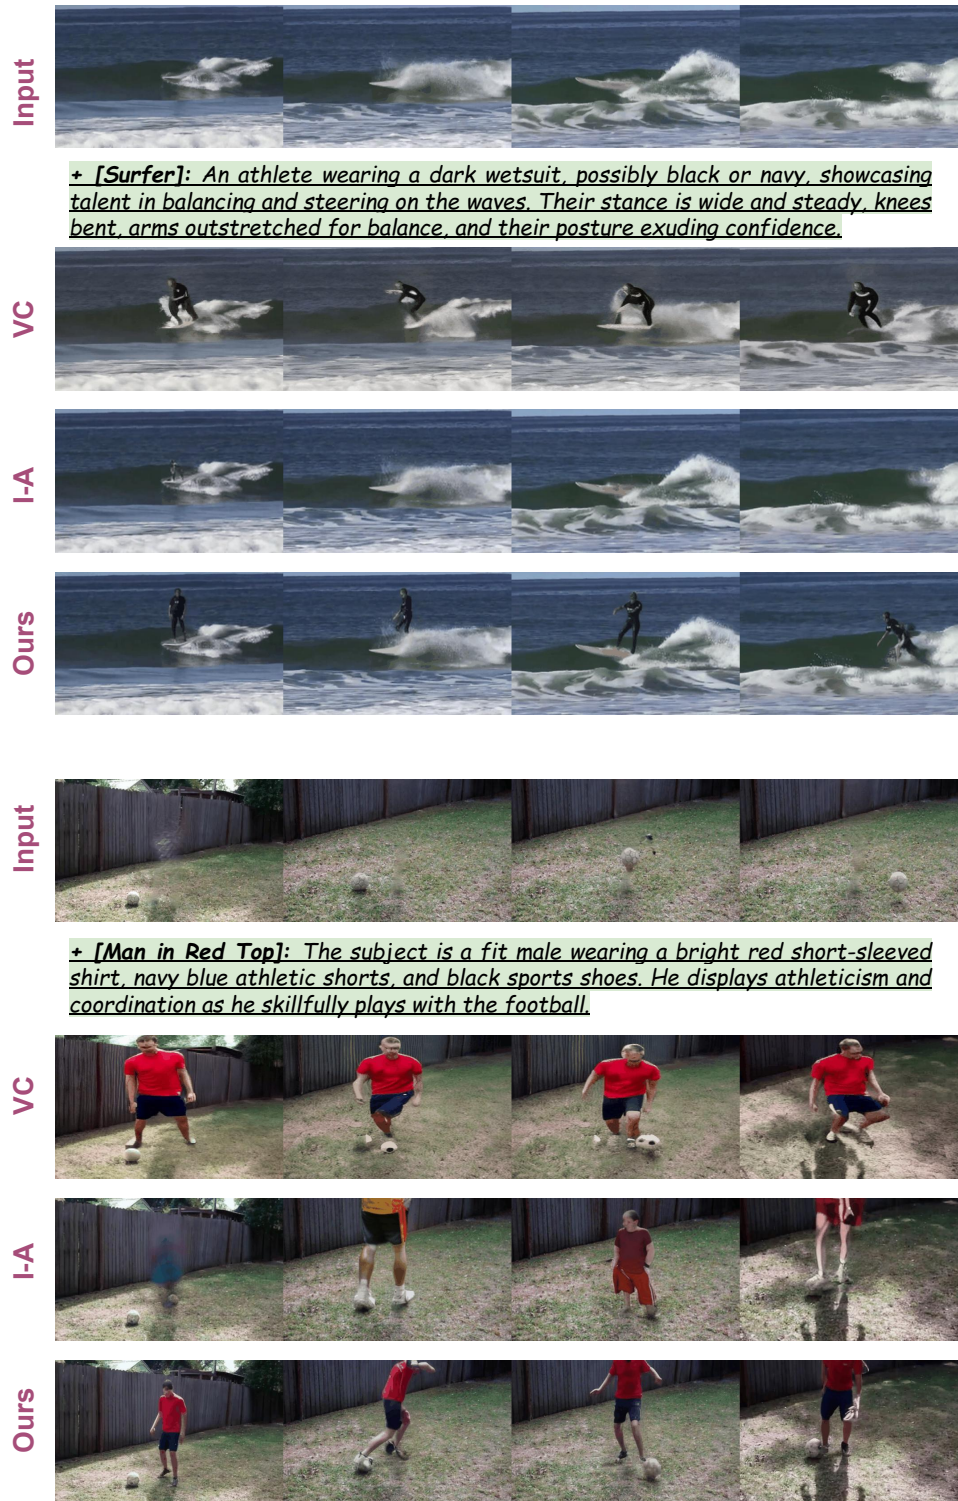 Input
+ [Surfer]: An athlete wearing a dark wetsuit, possibly black or navy, showcasing
talent in balancing and steering on the waves. Their stance is wide and steady, knees
bent, arms outstretched for balance, and their posture exuding confidence.
VC
I-A
Ours
Input
+ [Man in Red Top]: The subject is a fit male wearing a bright red short-sleeved
shirt, navy blue athletic shorts, and black sports shoes. He displays athleticism and
coordination as he skillfully plays with the football.
VC
I-A
Ours